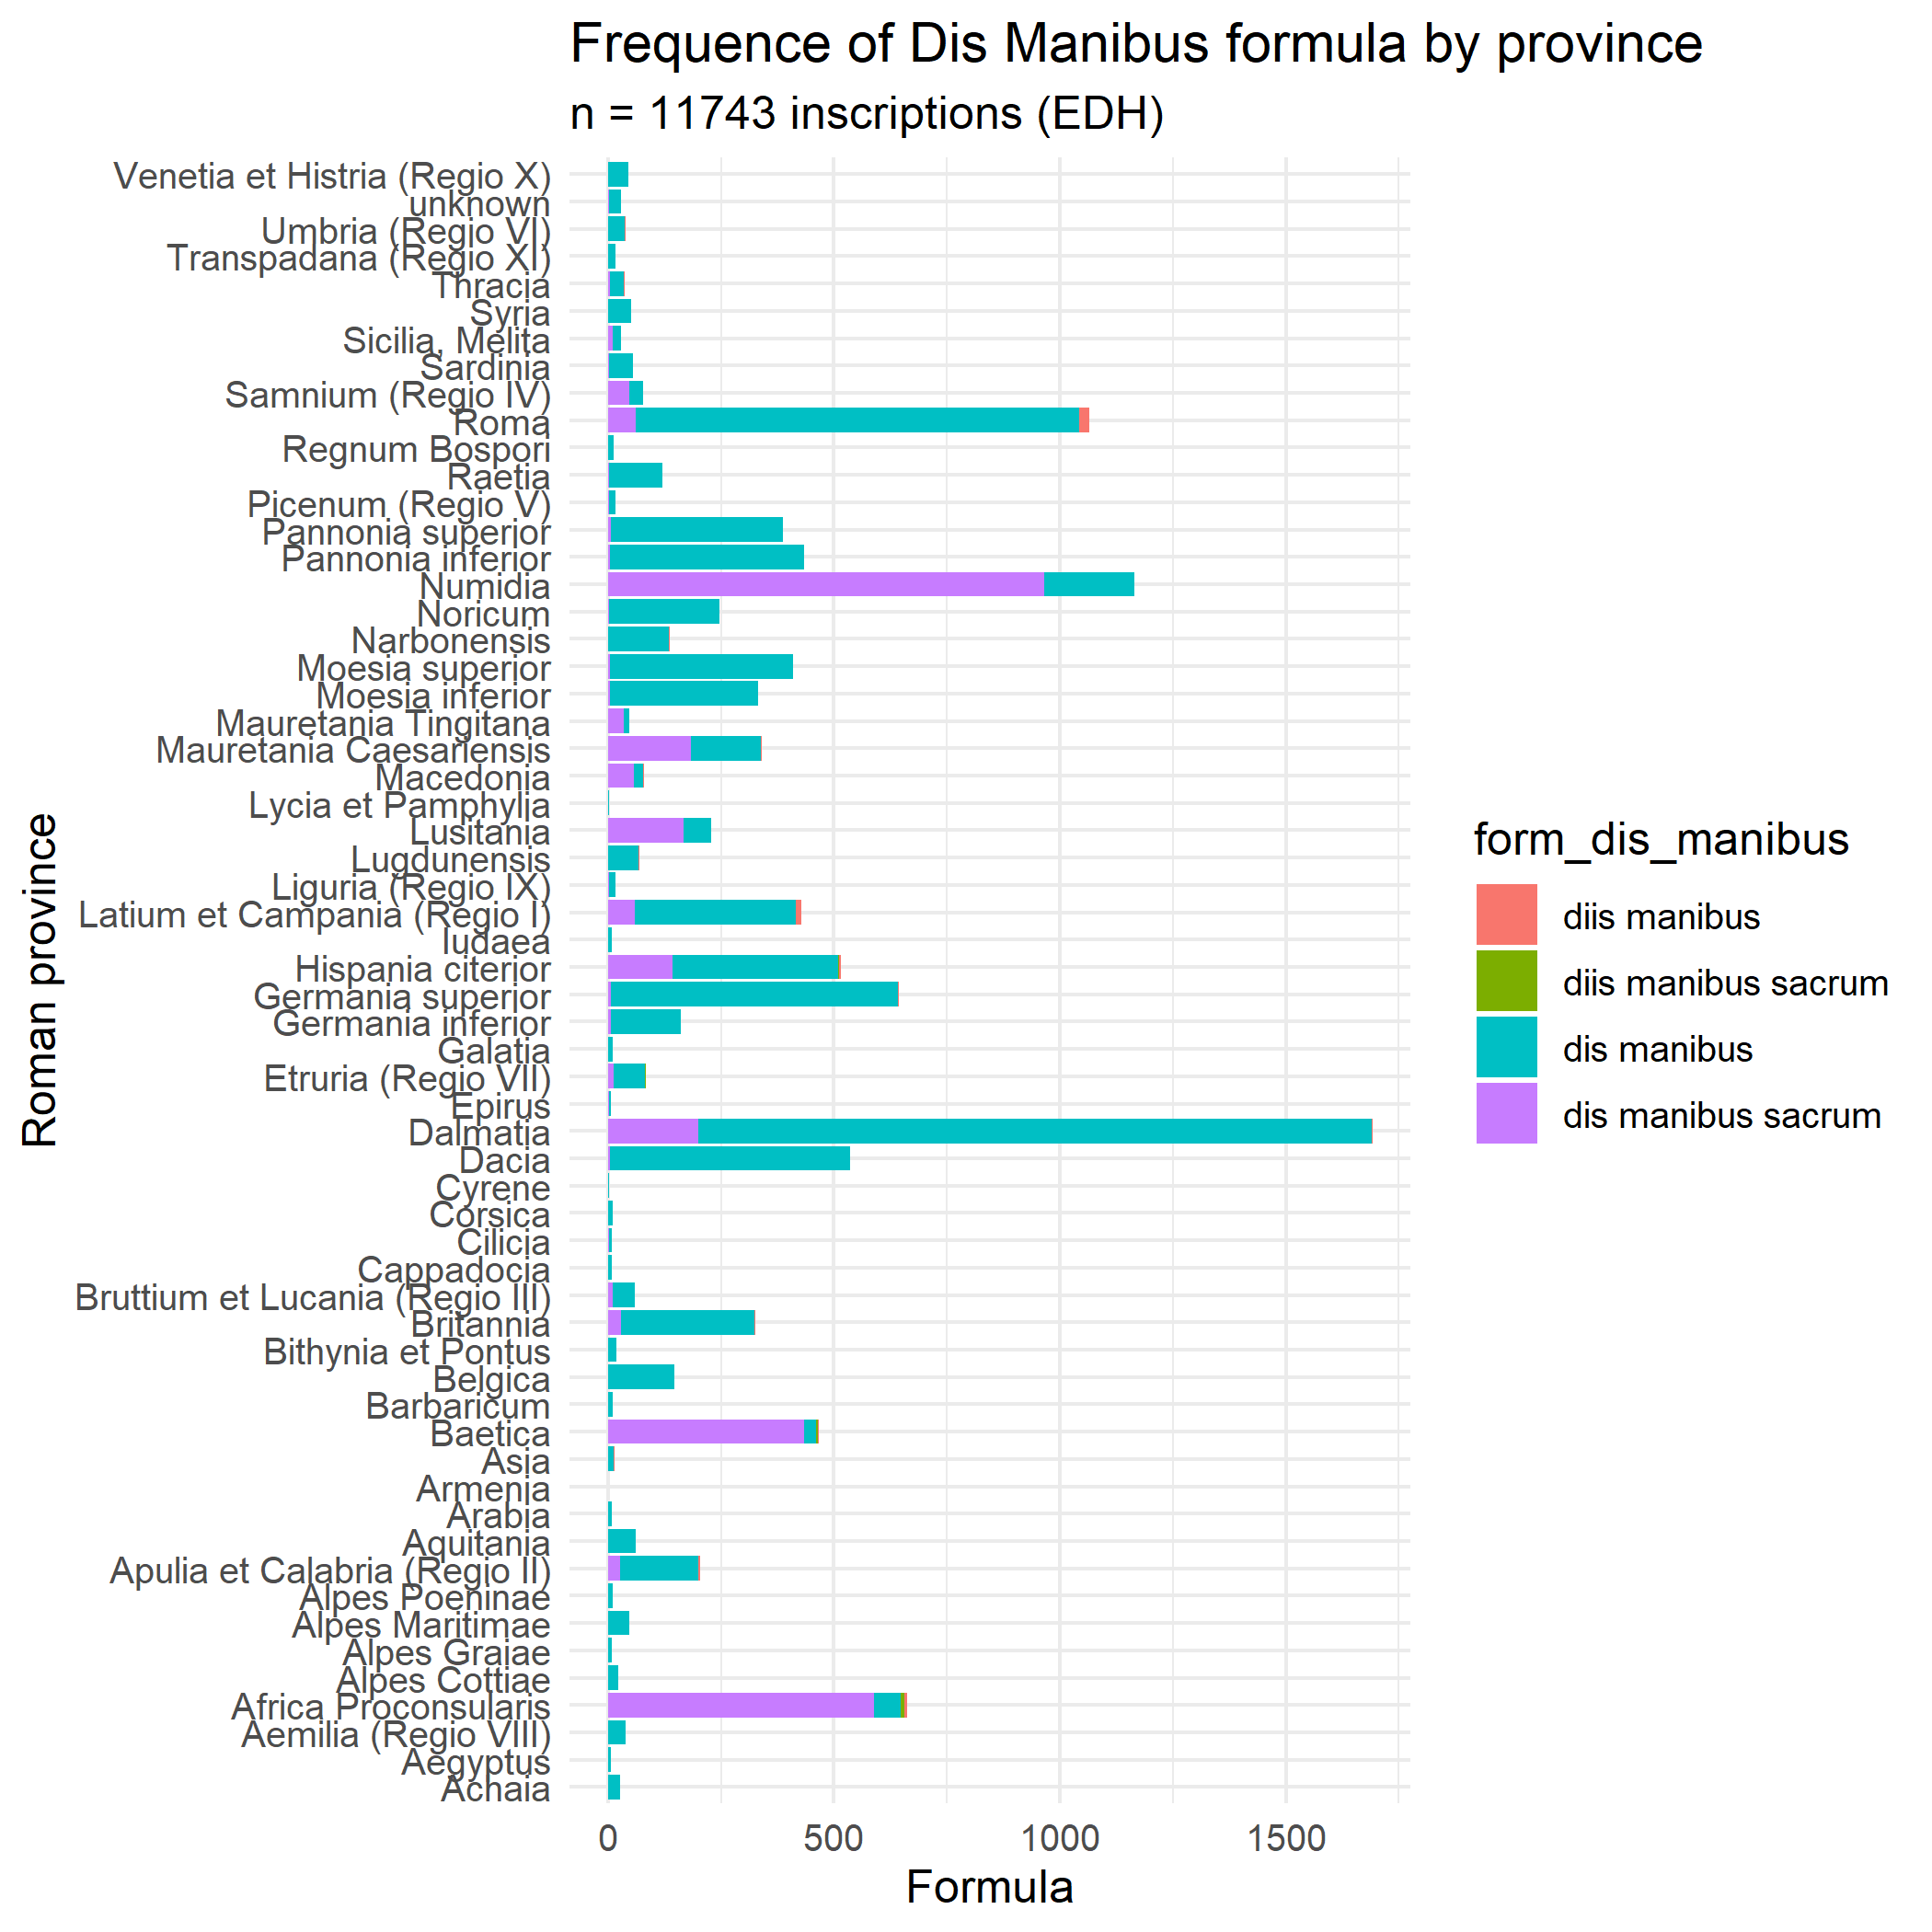 Frequence of Dis Manibus formula by province
n = 11743 inscriptions (EDH)
Venetia et Histria (Regio X)
unknown
Umbria (Regio VI)
Transpadana (Regio XI)
Thracia
Syria
Sicilia, Melita
Sardinia
Samnium (Regio IV)
Roma
Regnum Bospori
Raetia
Picenum (Regio V)
Pannonia superior
Pannonia inferior
Numidia
Noricum
Narbonensis
Moesia superior
Moesia inferior
Mauretania Tingitana
Mauretania Caesariensis
Macedonia
Lycia et Pamphylia
Lusitania
Lugdunensis
Liguria (Regio IX)
Latium et Campania (Regio I)
Iudaea
Hispania citerior
Germania superior
Germania inferior
Galatia
Etruria (Regio VII)
Epirus
Dalmatia
Dacia
Cyrene
Corsica
Cilicia
Cappadocia
Bruttium et Lucania (Regio III)
Britannia
Bithynia et Pontus
Belgica
Barbaricum
Baetica
Asia
Armenia
Arabia
Aquitania
Apulia et Calabria (Regio II)
Alpes Poeninae
Alpes Maritimae
Alpes Graiae
Alpes Cottiae
Africa Proconsularis
Aemilia (Regio VIII)
Aegyptus
Achaia
Roman province
0 500 1000 1500
Formula
form_dis_manibus
diis manibus
diis manibus sacrum
dis manibus
dis manibus sacrum